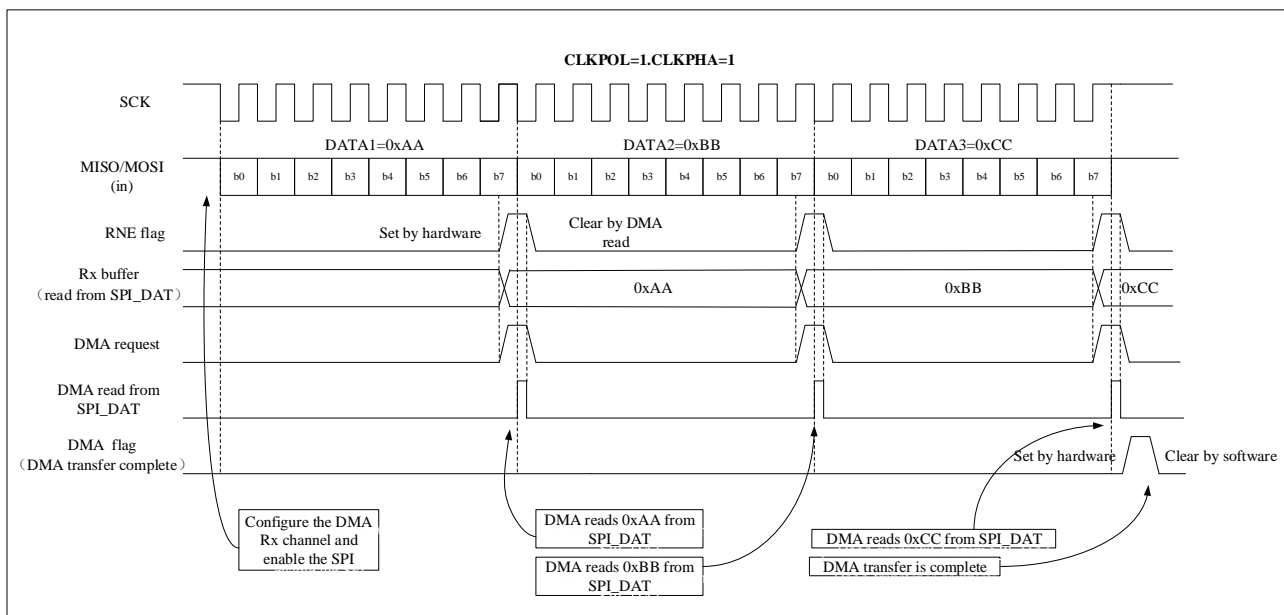 CLKPOL=1.CLKPHA=1
SCK
DATA1=0xAA
DATA2=0xBB
DATA3=0xCC
MISO/MOSI
(in)
b0 b1 b2 b3 b4 b5 b6 b7 b0 b1 b2 b3 b4 b5 b6 b7 b0 b1 b2 b3 b4 b5 b6 b7
RNE flag
Set by hardware
Clear by DMA
read
Rx buffer
（read from SPI_DAT）
0xAA
0xBB
0xCC
DMA request
DMA read from
SPI_DAT
DMA flag
（DMA transfer complete）
Set by hardware
Clear by software
Configure the DMA
Rx channel and
enable the SPI
DMA reads 0xAA from
SPI_DAT
DMA reads 0xBB from
SPI_DAT
DMA reads 0xCC from SPI_DAT
DMA transfer is complete